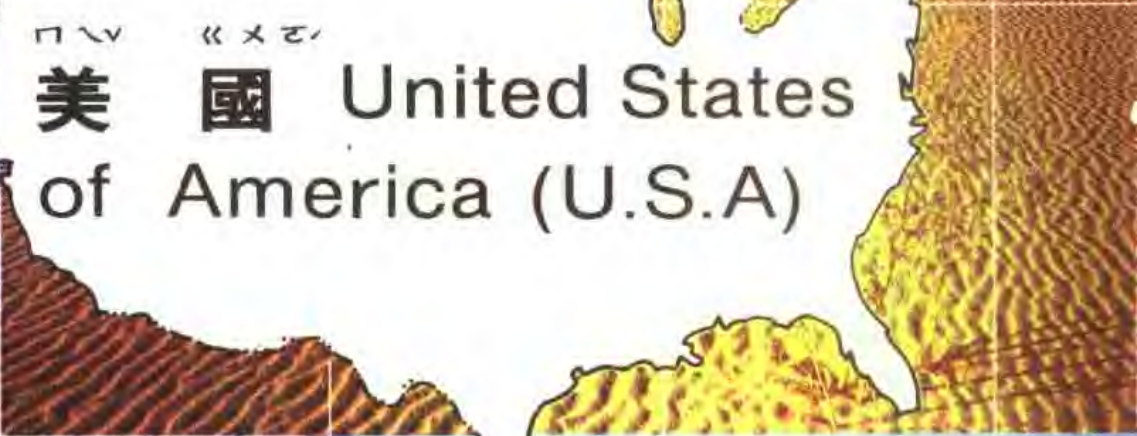 ㄇㄟˇ ㄍㄨㄛˊ
美 國 United States
of America (U.S.A)